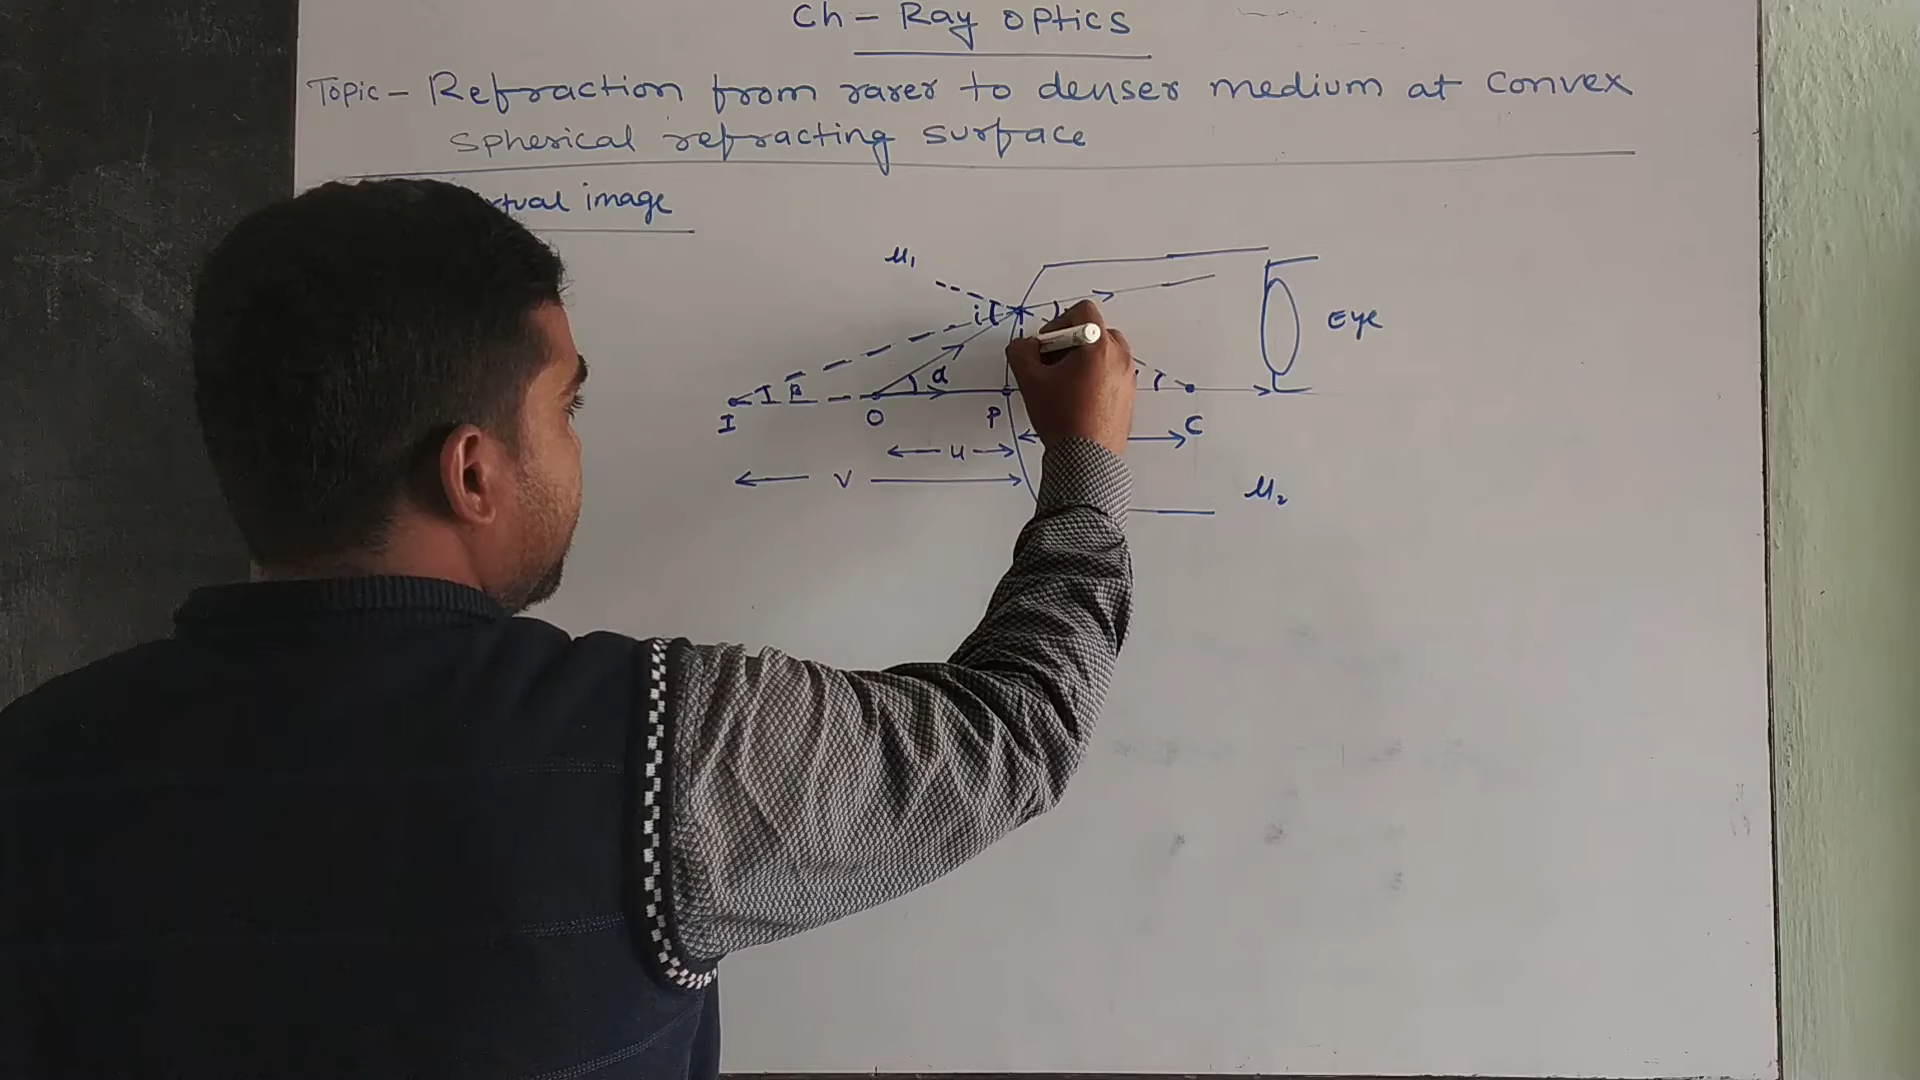 Ch - Ray optics
Topic - Refraction from rarer to denser medium at convex
spherical refracting surface
image
μ₁
i
Eye
α
I β
r
I O P C
u
v
μ₂